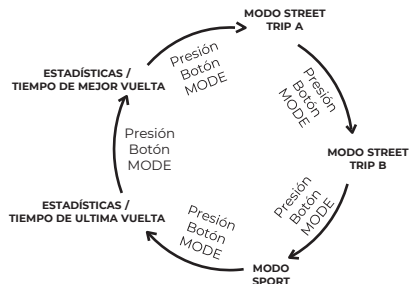 MODO STREET
TRIP A
Presión
Botón
MODE
MODO STREET
TRIP B
Presión
Botón
MODE
MODO
SPORT
Presión
Botón
MODE
ESTADÍSTICAS /
TIEMPO DE ULTIMA VUELTA
Presión
Botón
MODE
ESTADÍSTICAS /
TIEMPO DE MEJOR VUELTA
Presión
Botón
MODE